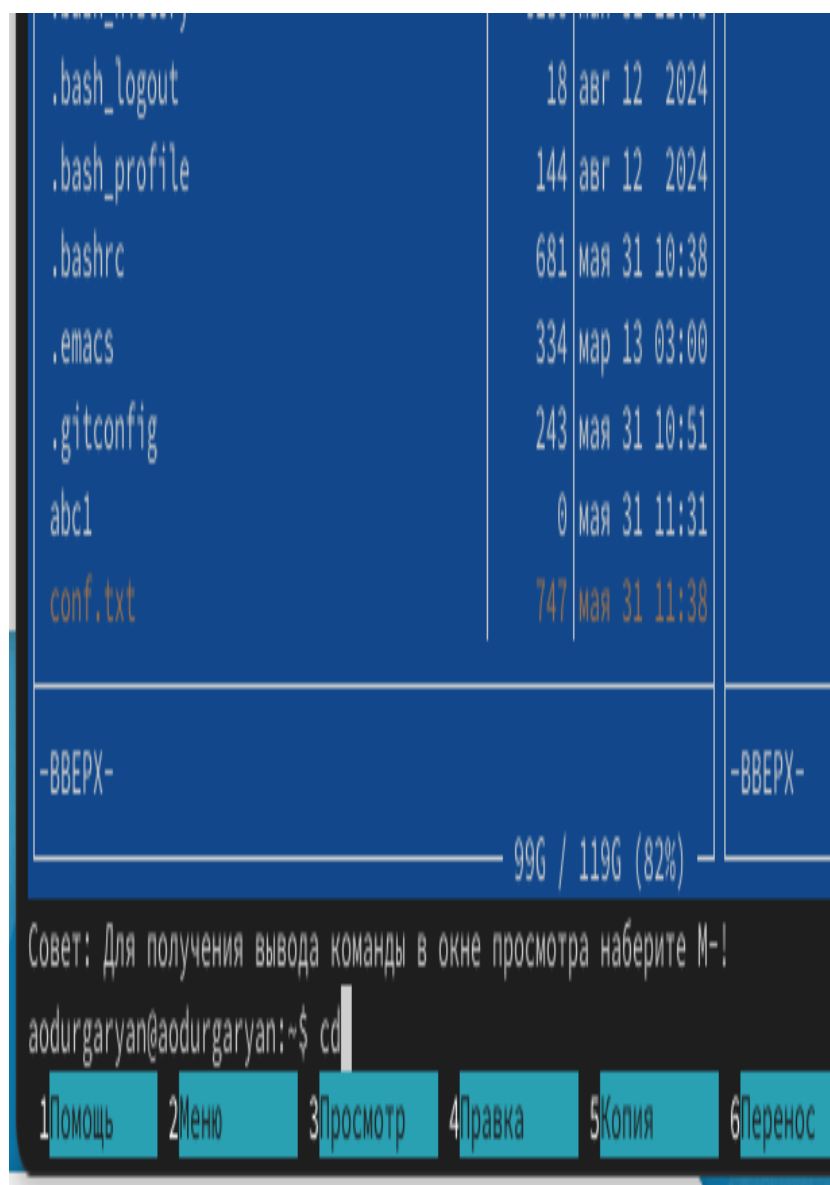 .bash_logout 18 авг 12 2024
.bash_profile 144 авг 12 2024
.bashrc 681 мая 31 10:38
.emacs 334 мар 13 03:00
.gitconfig 243 мая 31 10:51
abc1 0 мая 31 11:31
conf.txt 747 мая 31 11:38
-ВВЕРХ- -ВВЕРХ-
99G / 119G (82%)
Совет: Для получения вывода команды в окне просмотра наберите M-!
aodurgaryan@aodurgaryan:~$ cd
1Помощь 2Меню 3Просмотр 4Правка 5Копия 6Перенос